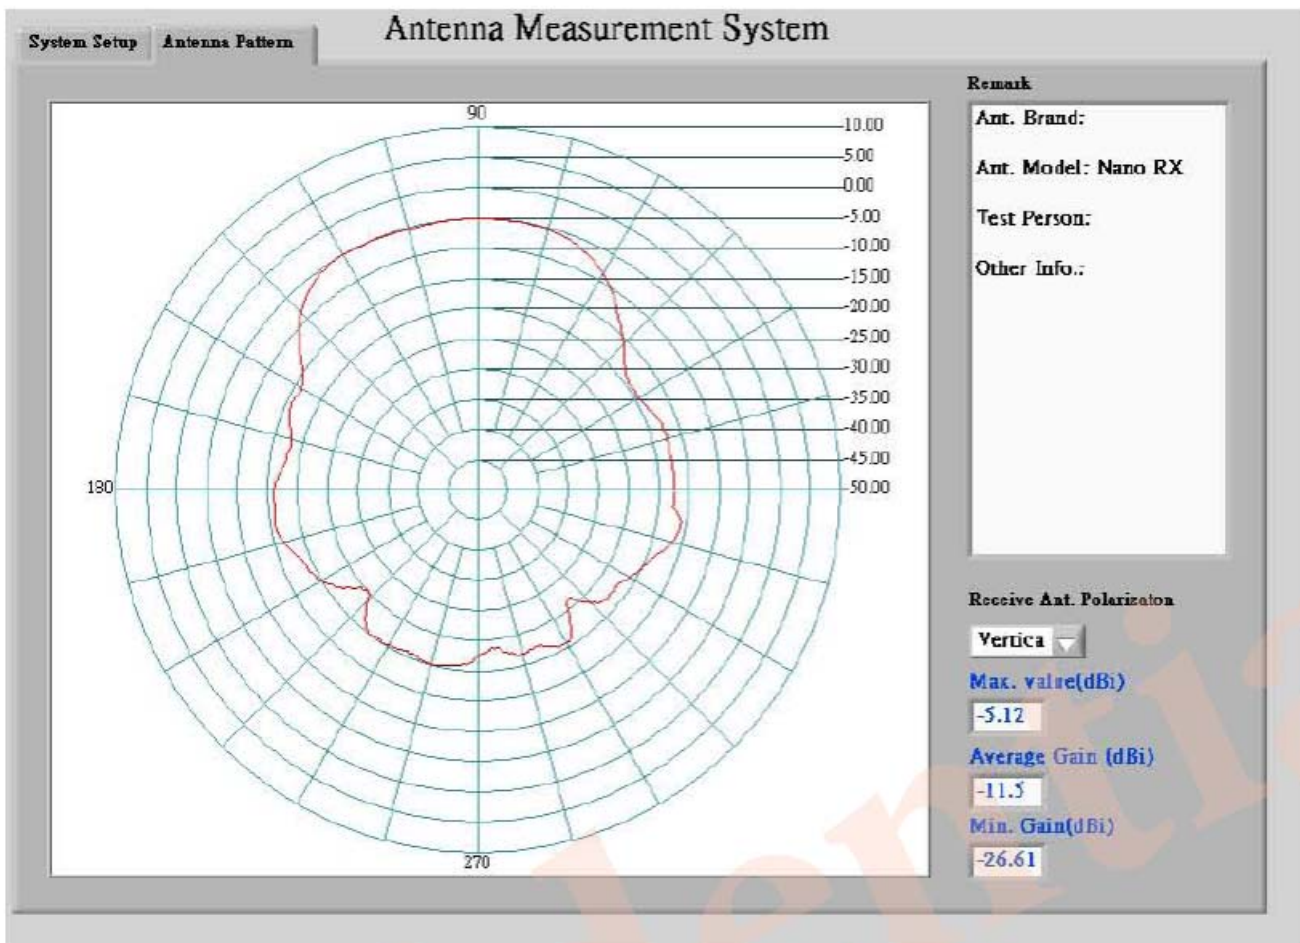 Antenna Measurement System
System Setup
Antenna Pattern
90
10.00
5.00
0.00
-5.00
-10.00
-15.00
-20.00
-25.00
-30.00
-35.00
-40.00
-45.00
-50.00
180
270
Remark
Ant. Brand:
Ant. Model: Nano RX
Test Person:
Other Info.:
Receive Ant. Polarizaton
Vertica
Max. value(dBi)
-5.12
Average Gain (dBi)
-11.5
Min. Gain(dBi)
-26.61